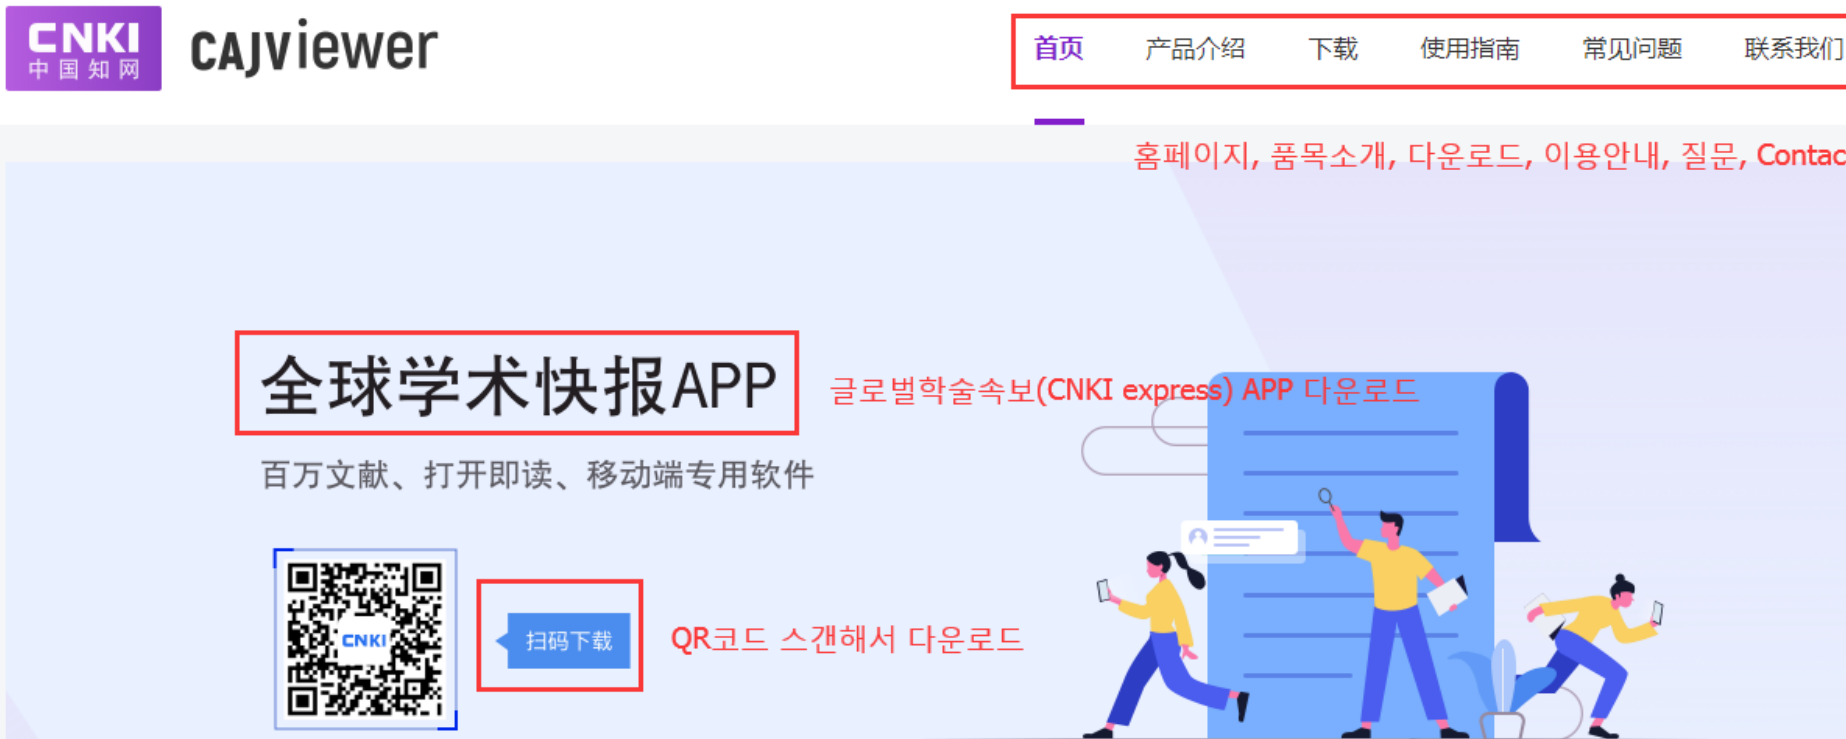 CNKI
中国知网
CAJViewer
首页 产品介绍 下载 使用指南 常见问题 联系我们
홈페이지, 품목소개, 다운로드, 이용안내, 질문, Contac
全球学术快报APP
글로벌학술속보(CNKI express) APP 다운로드
百万文献、打开即读、移动端专用软件
CNKI
扫码下载
QR코드 스캔해서 다운로드